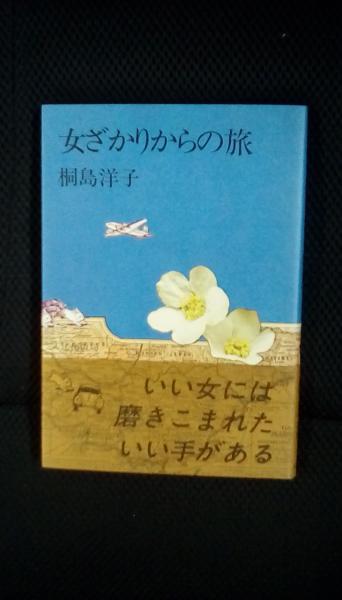 女ざかりからの旅
桐島洋子
いい女には
磨きこまれた
いい手がある